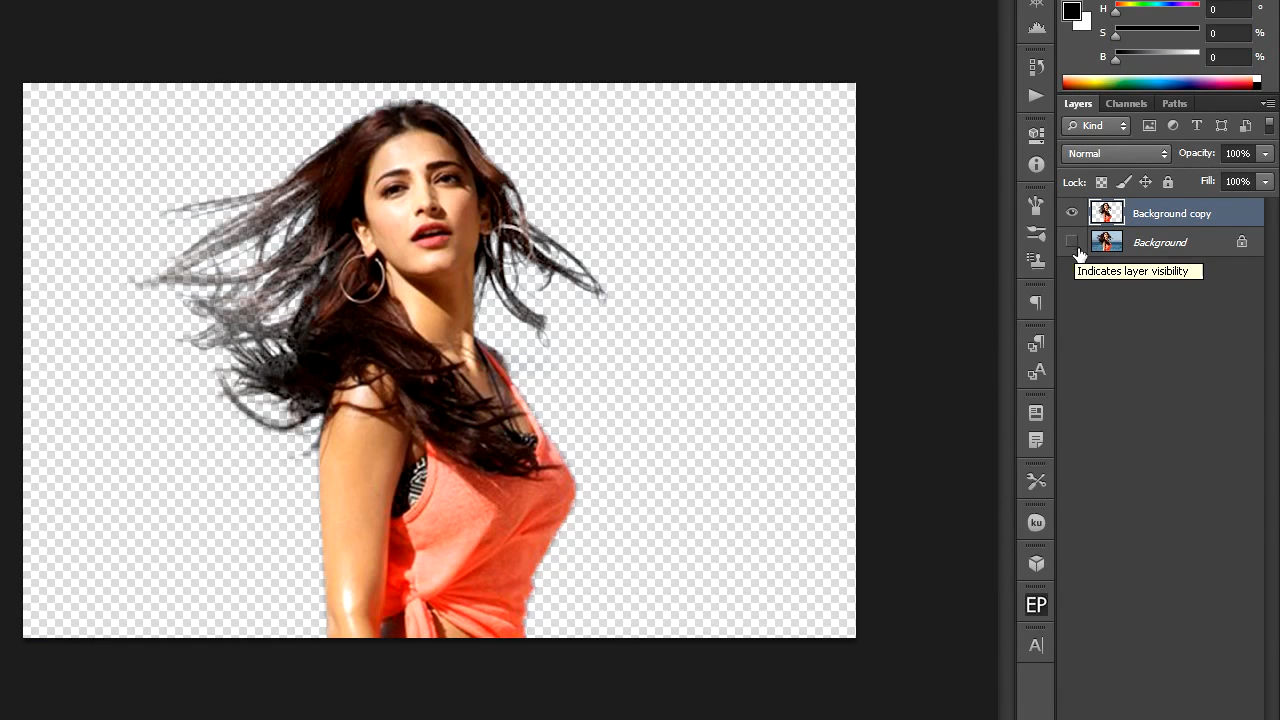 H 0 °
S 0 %
B 0 %
Layers Channels Paths
Kind T
Normal Opacity: 100%
Lock: Fill: 100%
Background copy
Background
Indicates layer visibility
ku
EP
A